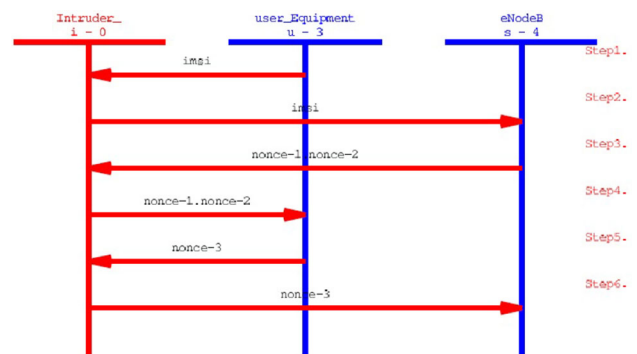 Intruder_ user_Equipment eNodeB
i - 0 u - 3 s - 4
Step1.
imsi
Step2.
imsi
Step3.
nonce-1.nonce-2
Step4.
nonce-1.nonce-2
Step5.
nonce-3
Step6.
nonce-3